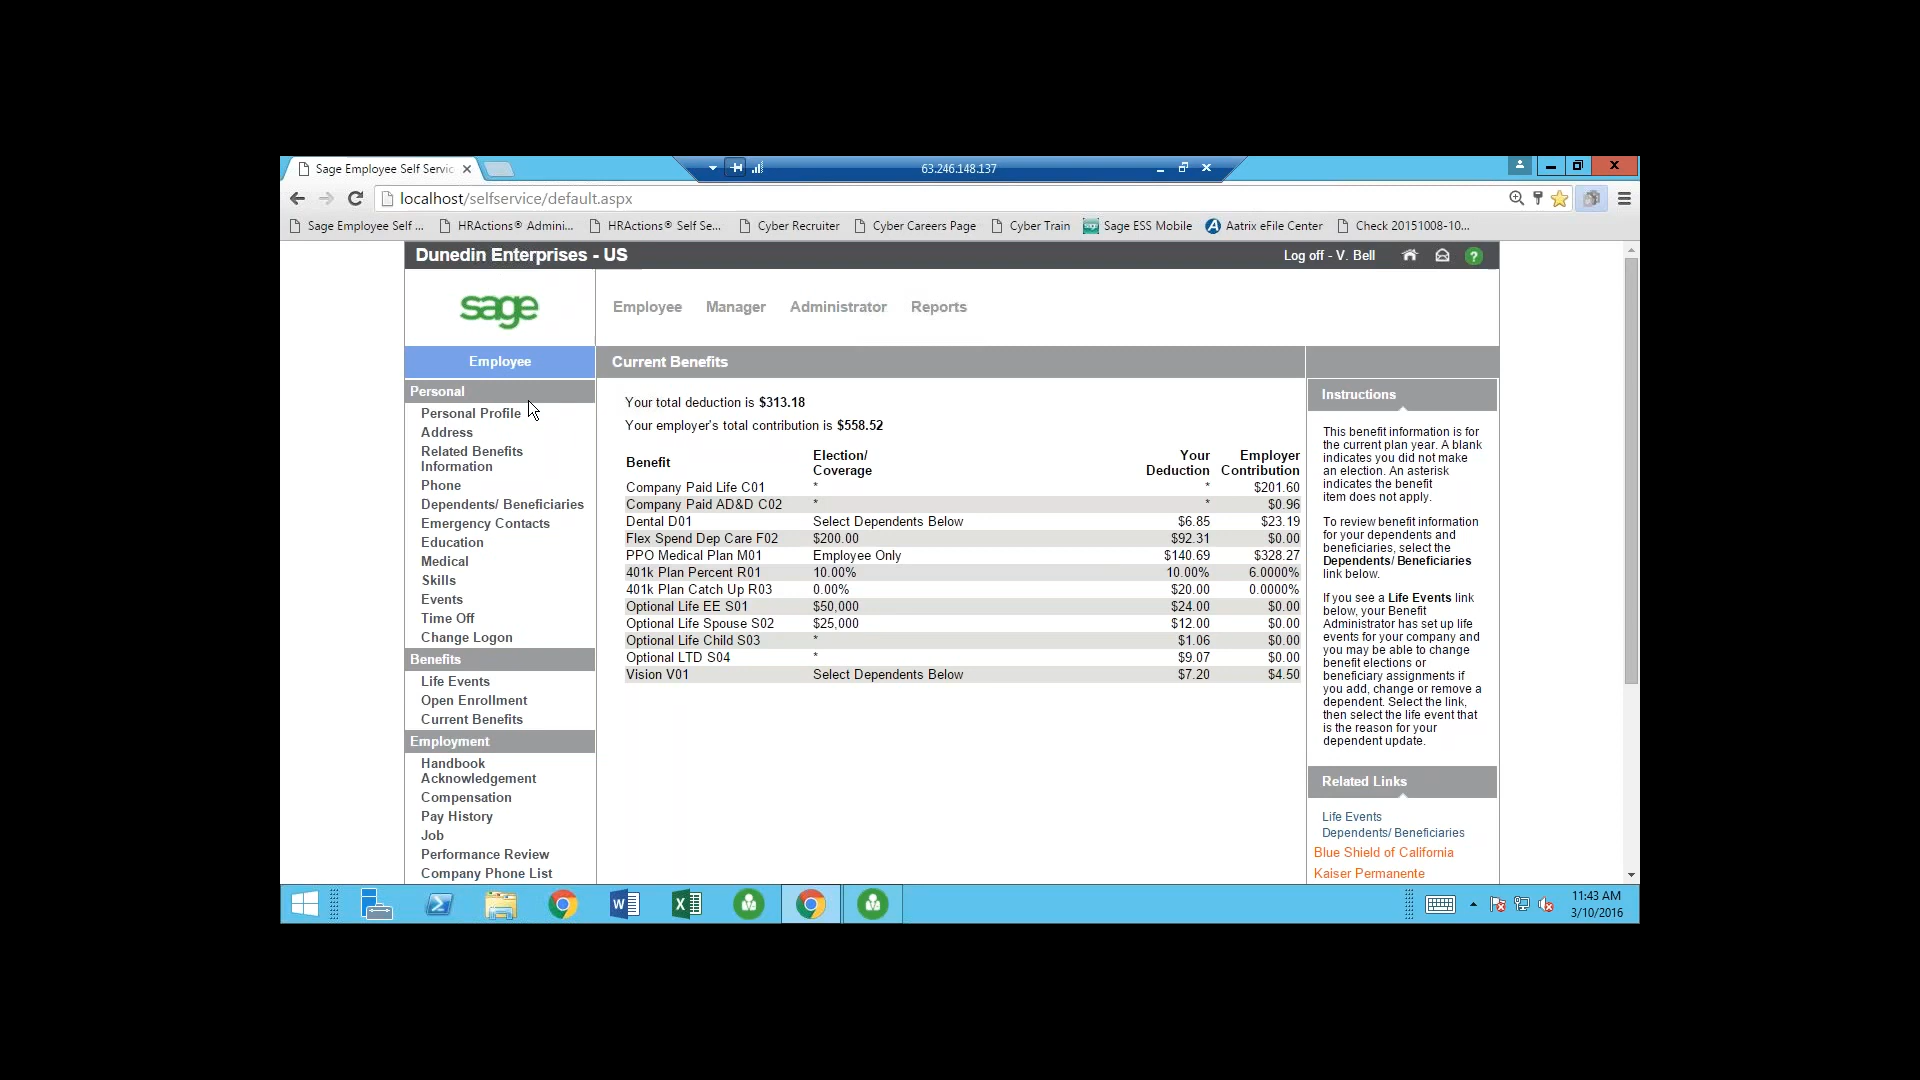 Sage Employee Self Servic
63.246.148.137
localhost/selfservice/default.aspx
Sage Employee Self ... HRActions® Admini... HRActions® Self Se... Cyber Recruiter Cyber Careers Page Cyber Train Sage ESS Mobile Aatrix eFile Center Check 20151008-10...
Dunedin Enterprises - US Log off - V. Bell ?
sage Employee Manager Administrator Reports
Employee
Personal
Personal Profile
Address
Related Benefits
Information
Phone
Dependents/ Beneficiaries
Emergency Contacts
Education
Medical
Skills
Events
Time Off
Change Logon
Benefits
Life Events
Open Enrollment
Current Benefits
Employment
Handbook
Acknowledgement
Compensation
Pay History
Job
Performance Review
Company Phone List
Current Benefits
Your total deduction is $313.18
Your employer's total contribution is $558.52
Benefit Election/ Coverage Your Deduction Employer Contribution
Company Paid Life C01 * * $201.60
Company Paid AD&D C02 * * $0.96
Dental D01 Select Dependents Below $6.85 $23.19
Flex Spend Dep Care F02 $200.00 $92.31 $0.00
PPO Medical Plan M01 Employee Only $140.69 $328.27
401k Plan Percent R01 10.00% 10.00% 6.0000%
401k Plan Catch Up R03 0.00% $20.00 0.0000%
Optional Life EE S01 $50,000 $24.00 $0.00
Optional Life Spouse S02 $25,000 $12.00 $0.00
Optional Life Child S03 * $1.06 $0.00
Optional LTD S04 * $9.07 $0.00
Vision V01 Select Dependents Below $7.20 $4.50
Instructions
This benefit information is for
the current plan year. A blank
indicates you did not make
an election. An asterisk
indicates the benefit
item does not apply.
To review benefit information
for your dependents and
beneficiaries, select the
Dependents/ Beneficiaries
link below.
If you see a Life Events link
below, your Benefit
Administrator has set up life
events for your company and
you may be able to change
benefit elections or
beneficiary assignments if
you add, change or remove a
dependent. Select the link,
then select the life event that
is the reason for your
dependent update.
Related Links
Life Events
Dependents/ Beneficiaries
Blue Shield of California
Kaiser Permanente
11:43 AM
3/10/2016